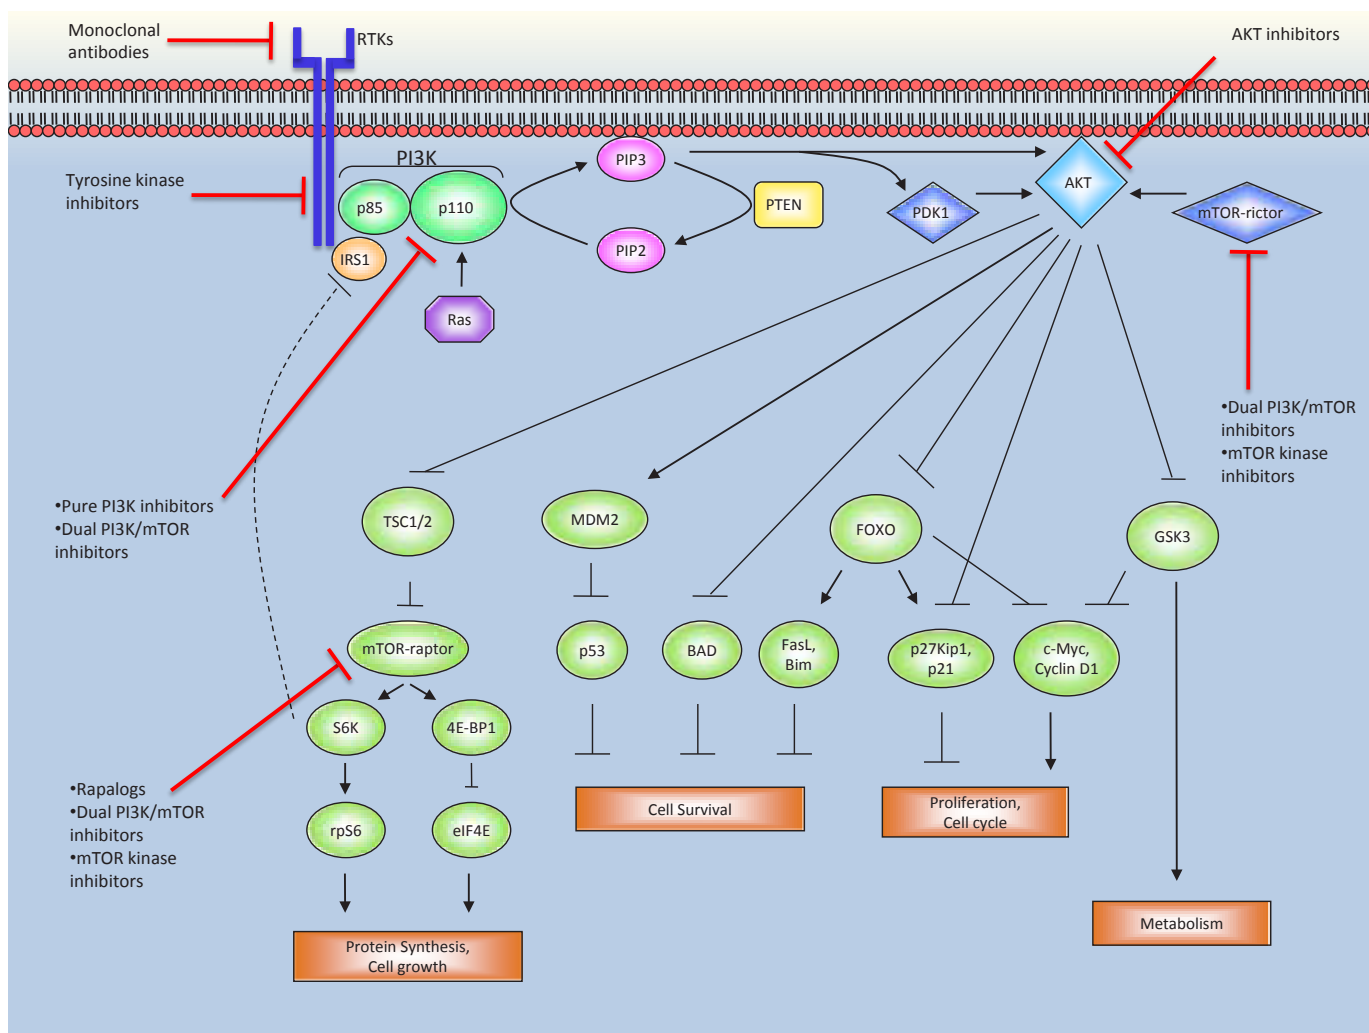 Monoclonal
antibodies
RTKs
AKT inhibitors
PI3K
PIP3
Tyrosine kinase
inhibitors
p85
p110
PTEN
AKT
PDK1
mTOR-rictor
IRS1
PIP2
Ras
•Dual PI3K/mTOR
inhibitors
•mTOR kinase
inhibitors
•Pure PI3K inhibitors
•Dual PI3K/mTOR
inhibitors
TSC1/2
MDM2
FOXO
GSK3
mTOR-raptor
p53
BAD
FasL,
Bim
p27Kip1,
p21
c-Myc,
Cyclin D1
S6K
4E-BP1
•Rapalogs
•Dual PI3K/mTOR
inhibitors
•mTOR kinase
inhibitors
rpS6
eIF4E
Cell Survival
Proliferation,
Cell cycle
Metabolism
Protein Synthesis,
Cell growth